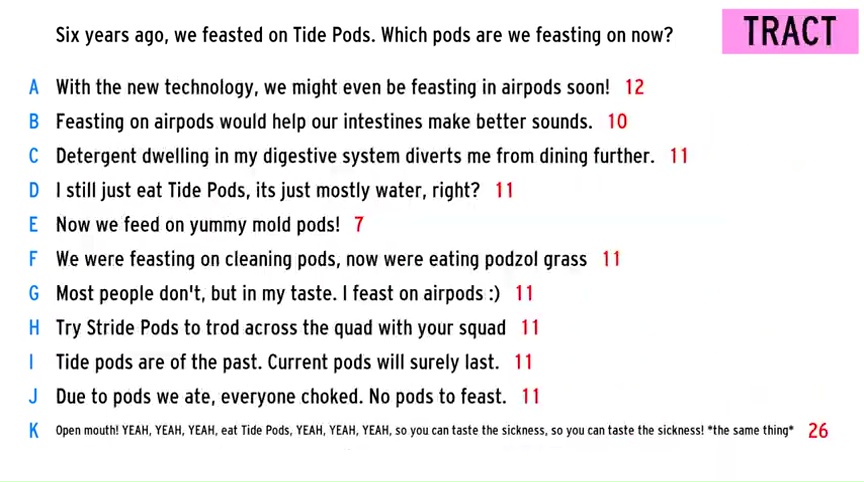 Six years ago, we feasted on Tide Pods. Which pods are we feasting on now?
TRACT
A With the new technology, we might even be feasting in airpods soon! 12
B Feasting on airpods would help our intestines make better sounds. 10
C Detergent dwelling in my digestive system diverts me from dining further. 11
D I still just eat Tide Pods, its just mostly water, right? 11
E Now we feed on yummy mold pods! 7
F We were feasting on cleaning pods, now were eating podzol grass 11
G Most people don't, but in my taste. I feast on airpods :) 11
H Try Stride Pods to trod across the quad with your squad 11
I Tide pods are of the past. Current pods will surely last. 11
J Due to pods we ate, everyone choked. No pods to feast. 11
K Open mouth! YEAH, YEAH, YEAH, eat Tide Pods, YEAH, YEAH, YEAH, so you can taste the sickness, so you can taste the sickness! *the same thing* 26